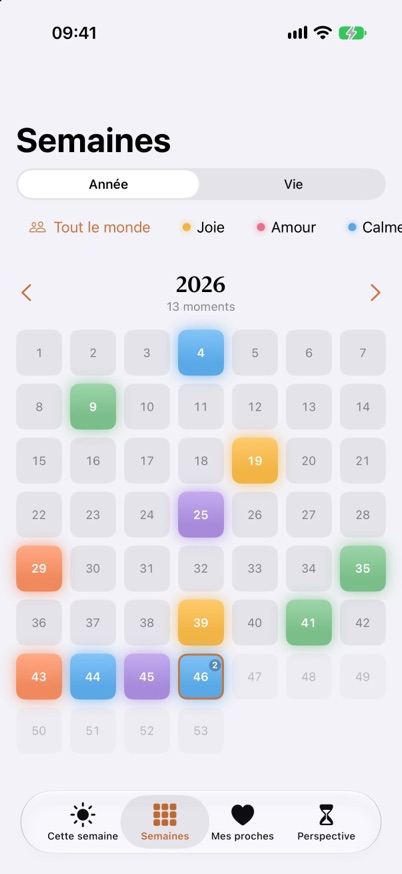 09:41
Semaines
Année Vie
Tout le monde Joie Amour Calme
2026
13 moments
1 2 3 4 5 6 7
8 9 10 11 12 13 14
15 16 17 18 19 20 21
22 23 24 25 26 27 28
29 30 31 32 33 34 35
36 37 38 39 40 41 42
43 44 45 46 2 47 48 49
50 51 52 53
Cette semaine Semaines Mes proches Perspective